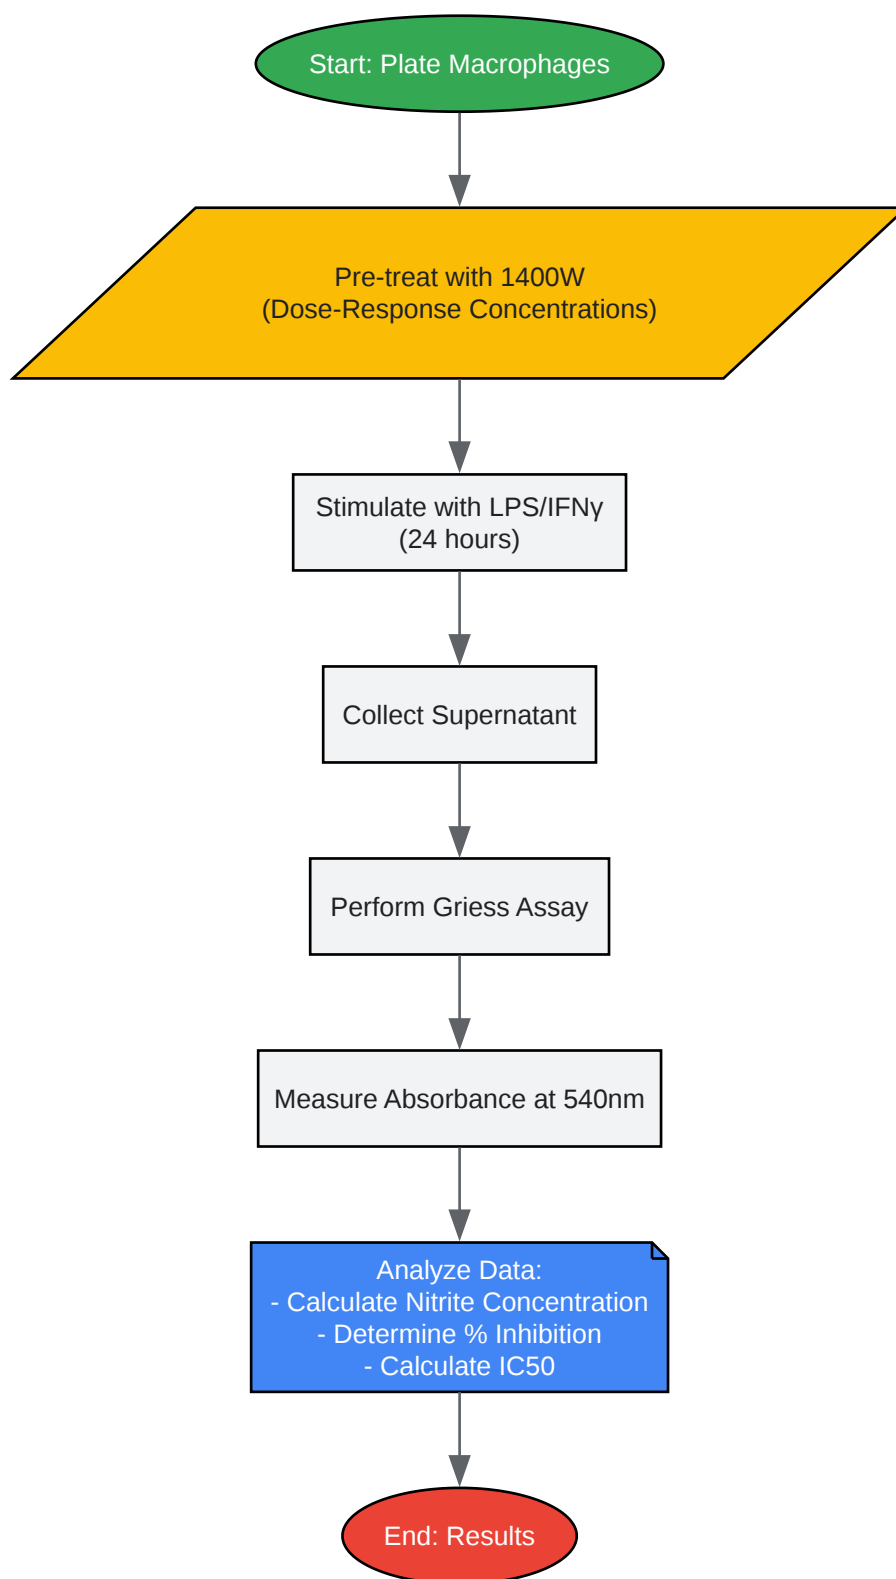 Start: Plate Macrophages
Pre-treat with 1400W
(Dose-Response Concentrations)
Stimulate with LPS/IFNγ
(24 hours)
Collect Supernatant
Perform Griess Assay
Measure Absorbance at 540nm
Analyze Data:
- Calculate Nitrite Concentration
- Determine % Inhibition
- Calculate IC50
End: Results